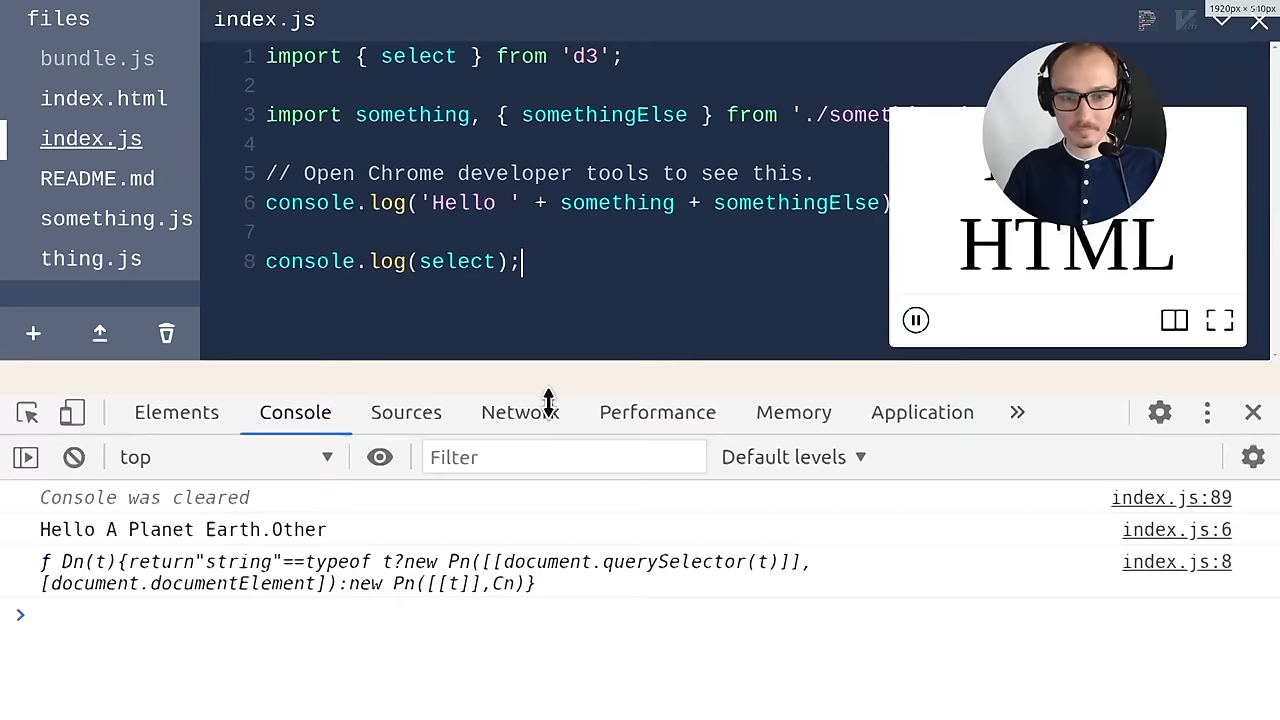 1920px × 540px
files
bundle.js
index.html
index.js
README.md
something.js
thing.js
index.js
1 import { select } from 'd3';
2
3 import something, { somethingElse } from './somet
4
5 // Open Chrome developer tools to see this.
6 console.log('Hello ' + something + somethingElse)
7
8 console.log(select);
HTML
Elements Console Sources Network Performance Memory Application »
top ▼ Filter Default levels ▼
Console was cleared index.js:89
Hello A Planet Earth.Other index.js:6
ƒ Dn(t){return"string"==typeof t?new Pn([[document.querySelector(t)]], index.js:8
[document.documentElement]):new Pn([[t]],Cn)}
>